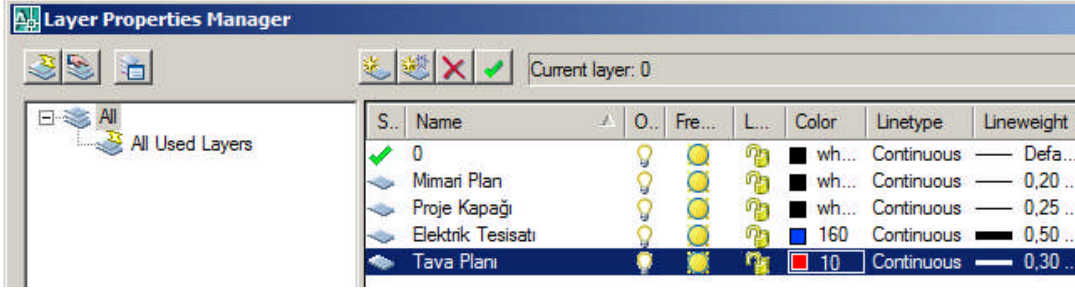 Layer Properties Manager
Current layer: 0
All
All Used Layers
S.. Name O.. Fre... L... Color Linetype Lineweight
0 wh... Continuous Defa...
Mimari Plan wh... Continuous 0,20 ..
Proje Kapağı wh... Continuous 0,25 ..
Elektrik Tesisatı 160 Continuous 0,50 ..
Tava Planı 10 Continuous 0,30 ..